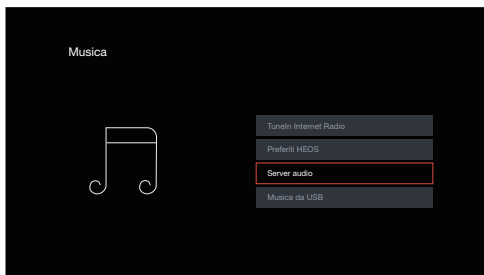 Musica
TuneIn Internet Radio
Preferiti HEOS
Server audio
Musica da USB